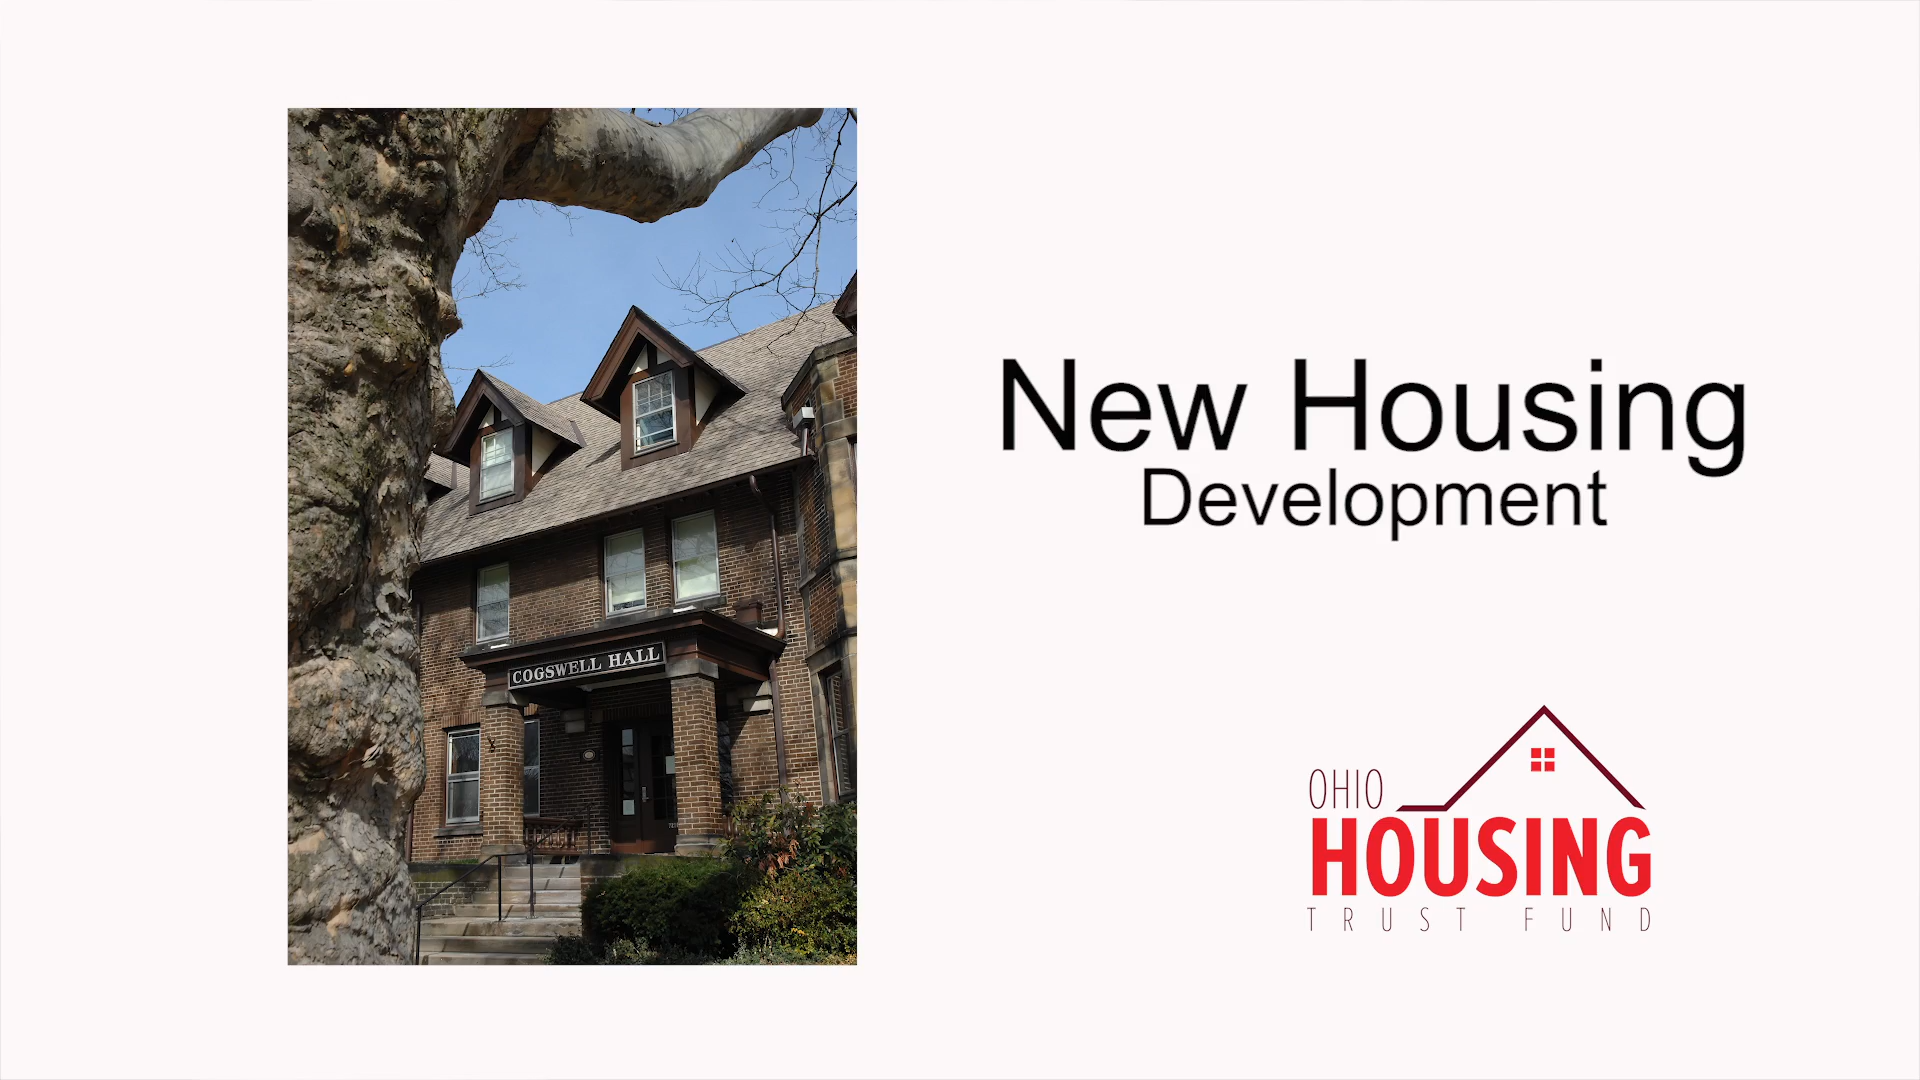 COGSWELL HALL
New Housing
Development
OHIO
HOUSING
TRUST FUND